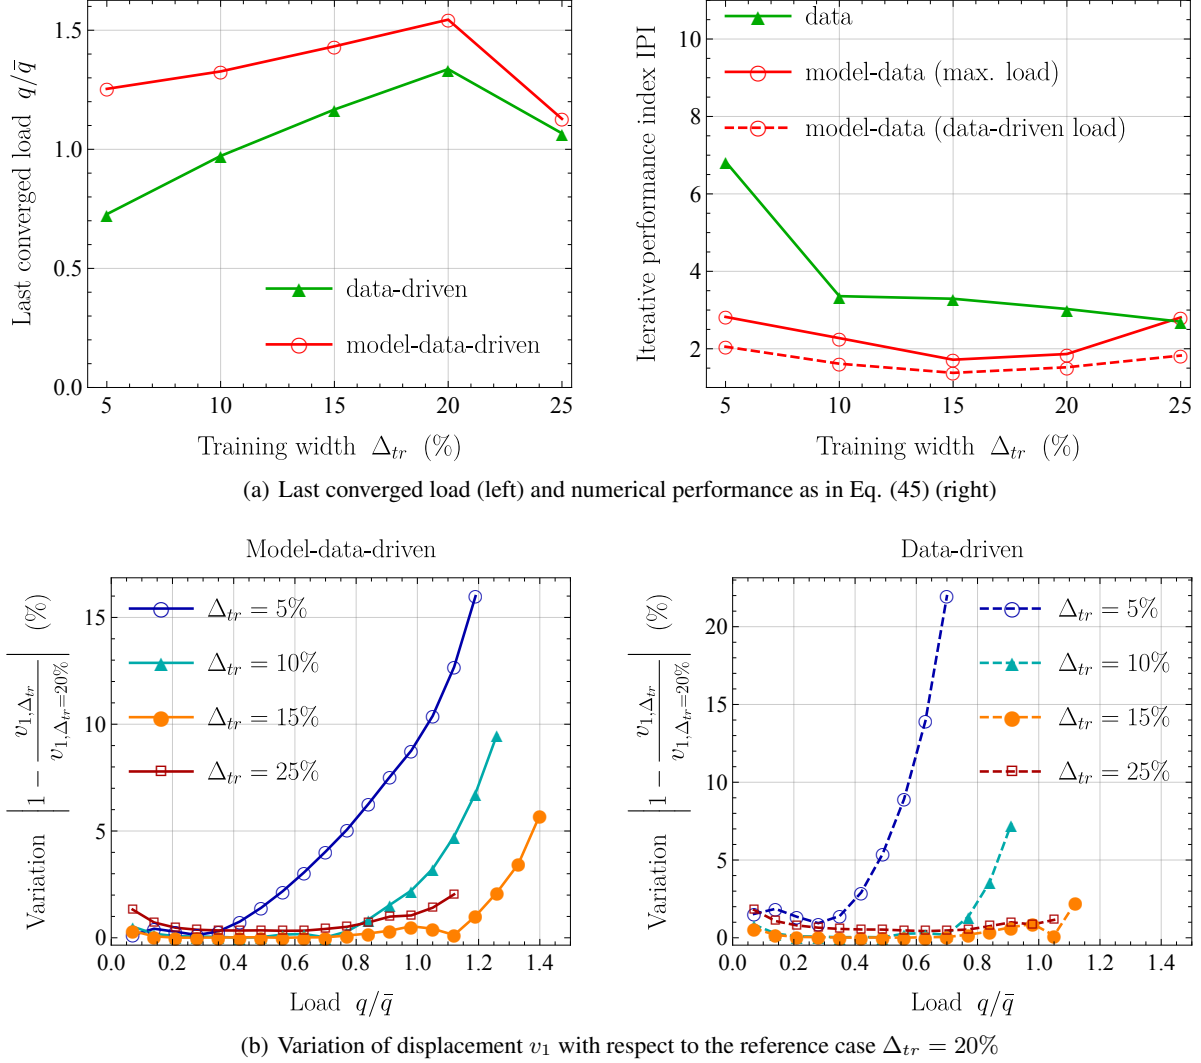 Last converged load q/q̄
1.5
1.0
0.5
0.0
data-driven
model-data-driven
5 10 15 20 25
Training width Δtr (%)
Iterative performance index IPI
10
8
6
4
2
data
model-data (max. load)
model-data (data-driven load)
5 10 15 20 25
Training width Δtr (%)
(a) Last converged load (left) and numerical performance as in Eq. (45) (right)
Model-data-driven
Variation |1 − v1,Δtr / v1,Δtr=20%| (%)
15
10
5
0
Δtr = 5%
Δtr = 10%
Δtr = 15%
Δtr = 25%
0.0 0.2 0.4 0.6 0.8 1.0 1.2 1.4
Load q/q̄
Data-driven
Variation |1 − v1,Δtr / v1,Δtr=20%| (%)
20
15
10
5
0
Δtr = 5%
Δtr = 10%
Δtr = 15%
Δtr = 25%
0.0 0.2 0.4 0.6 0.8 1.0 1.2 1.4
Load q/q̄
(b) Variation of displacement v1 with respect to the reference case Δtr = 20%